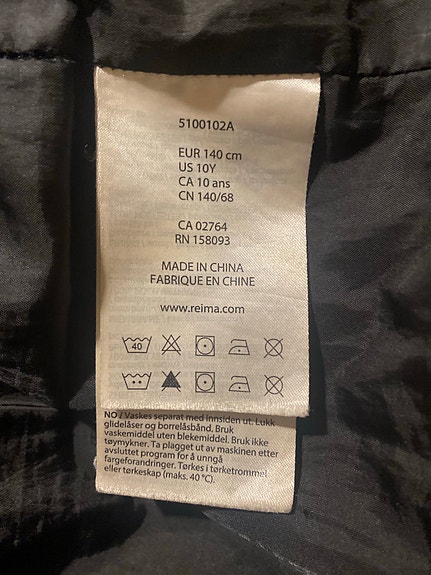 5100102A
EUR 140 cm
US 10Y
CA 10 ans
CN 140/68
CA 02764
RN 158093
MADE IN CHINA
FABRIQUE EN CHINE
www.reima.com
40
NO / Vaskes separat med innsiden ut. Lukk
glidelåser og borrelåsbånd. Bruk
vaskemiddel uten blekemiddel. Bruk ikke
tøymykner. Ta plagget ut av maskinen etter
avsluttet program for å unngå
fargeforandringer. Tørkes i tørketrommel
eller tørkeskap (maks. 40 °C).